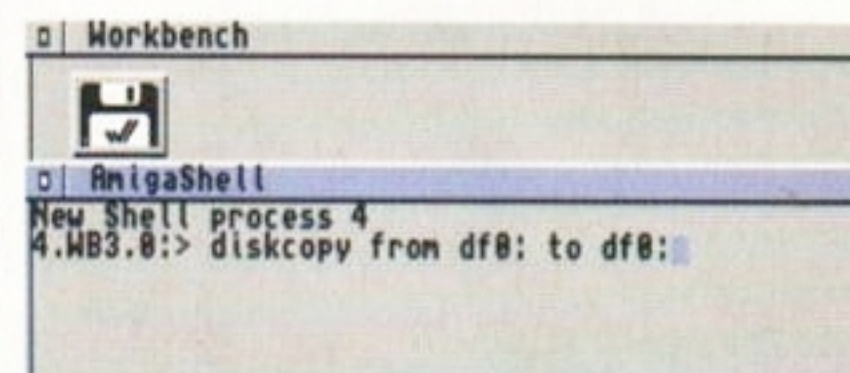 Workbench
AmigaShell
New Shell process 4
4.WB3.0:> diskcopy from df0: to df0: